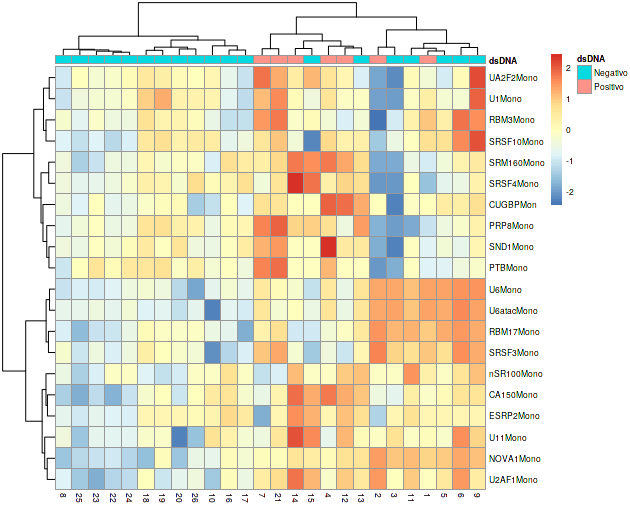 dsDNA
UA2F2Mono
U1Mono
RBM3Mono
SRSF10Mono
SRM160Mono
SRSF4Mono
CUGBPMon
PRP8Mono
SND1Mono
PTBMono
U6Mono
U6atacMono
RBM17Mono
SRSF3Mono
nSR100Mono
CA150Mono
ESRP2Mono
U11Mono
NOVA1Mono
U2AF1Mono
8 25 23 22 24 18 19 20 26 10 16 17 7 21 14 15 4 12 13 2 3 11 1 5 6 9
2
1
0
-1
-2
dsDNA
Negativo
Positivo